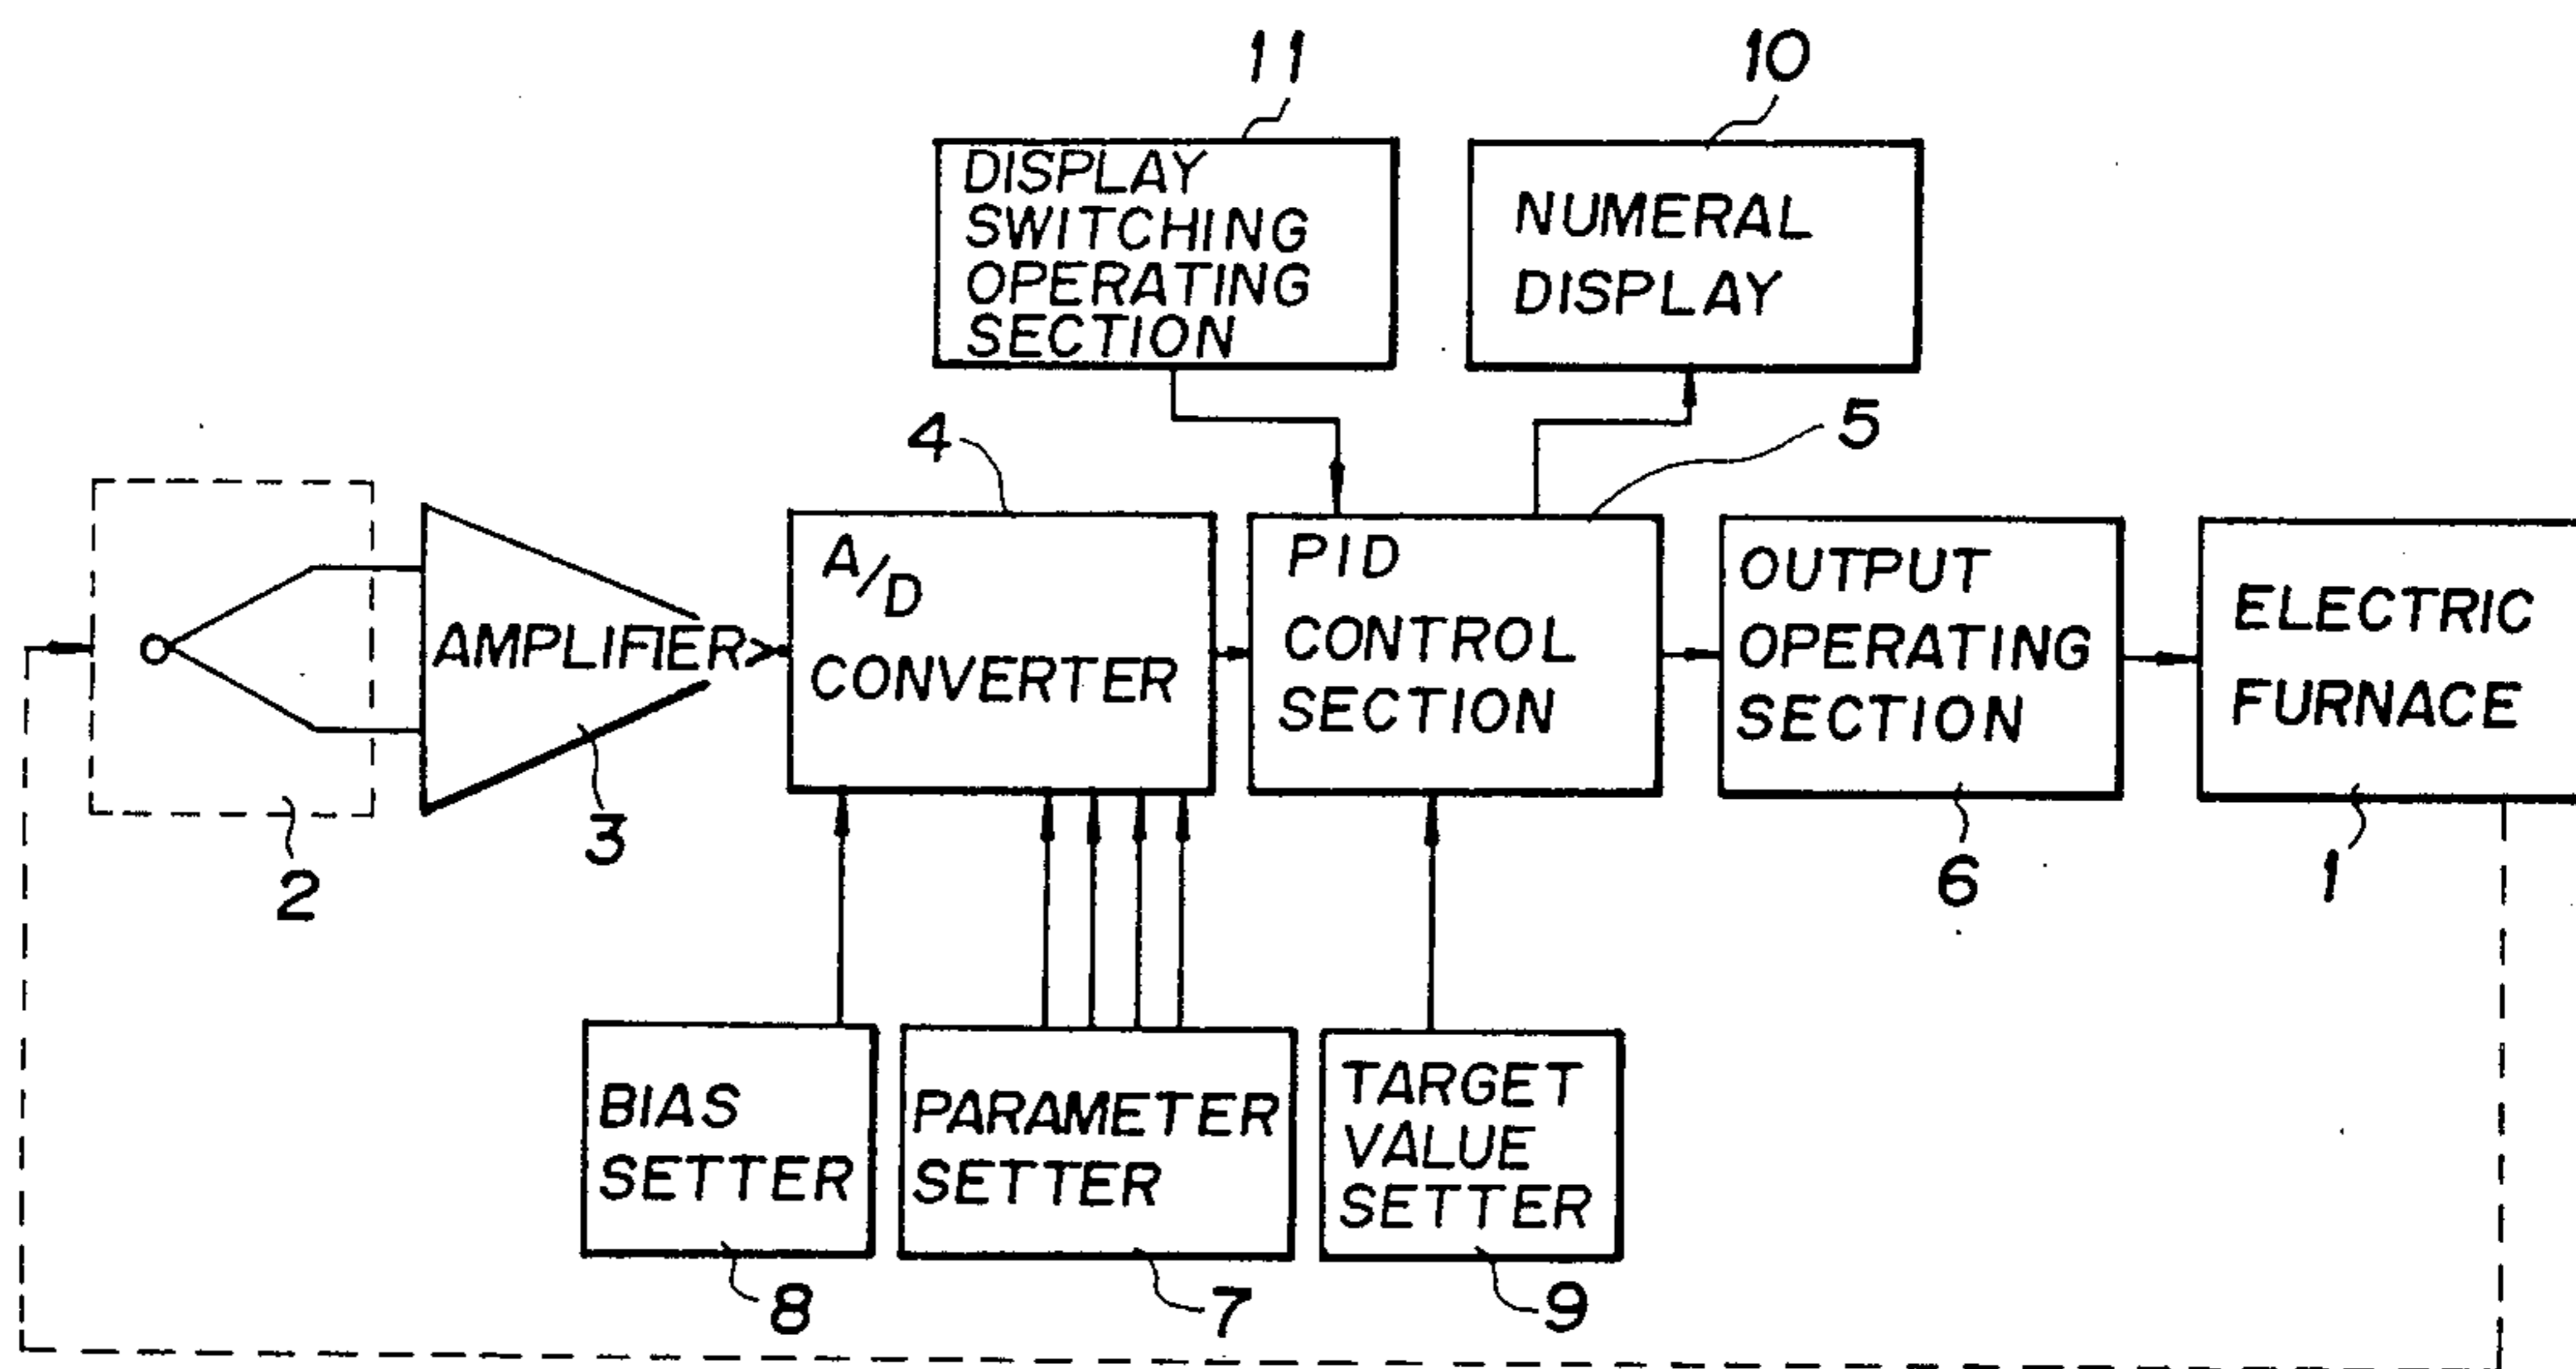 11
10
DISPLAY
SWITCHING
OPERATING
SECTION
NUMERAL
DISPLAY
4
5
A/D
CONVERTER
PID
CONTROL
SECTION
OUTPUT
OPERATING
SECTION
ELECTRIC
FURNACE
AMPLIFIER
2
3
6
1
BIAS
SETTER
PARAMETER
SETTER
TARGET
VALUE
SETTER
8
7
9